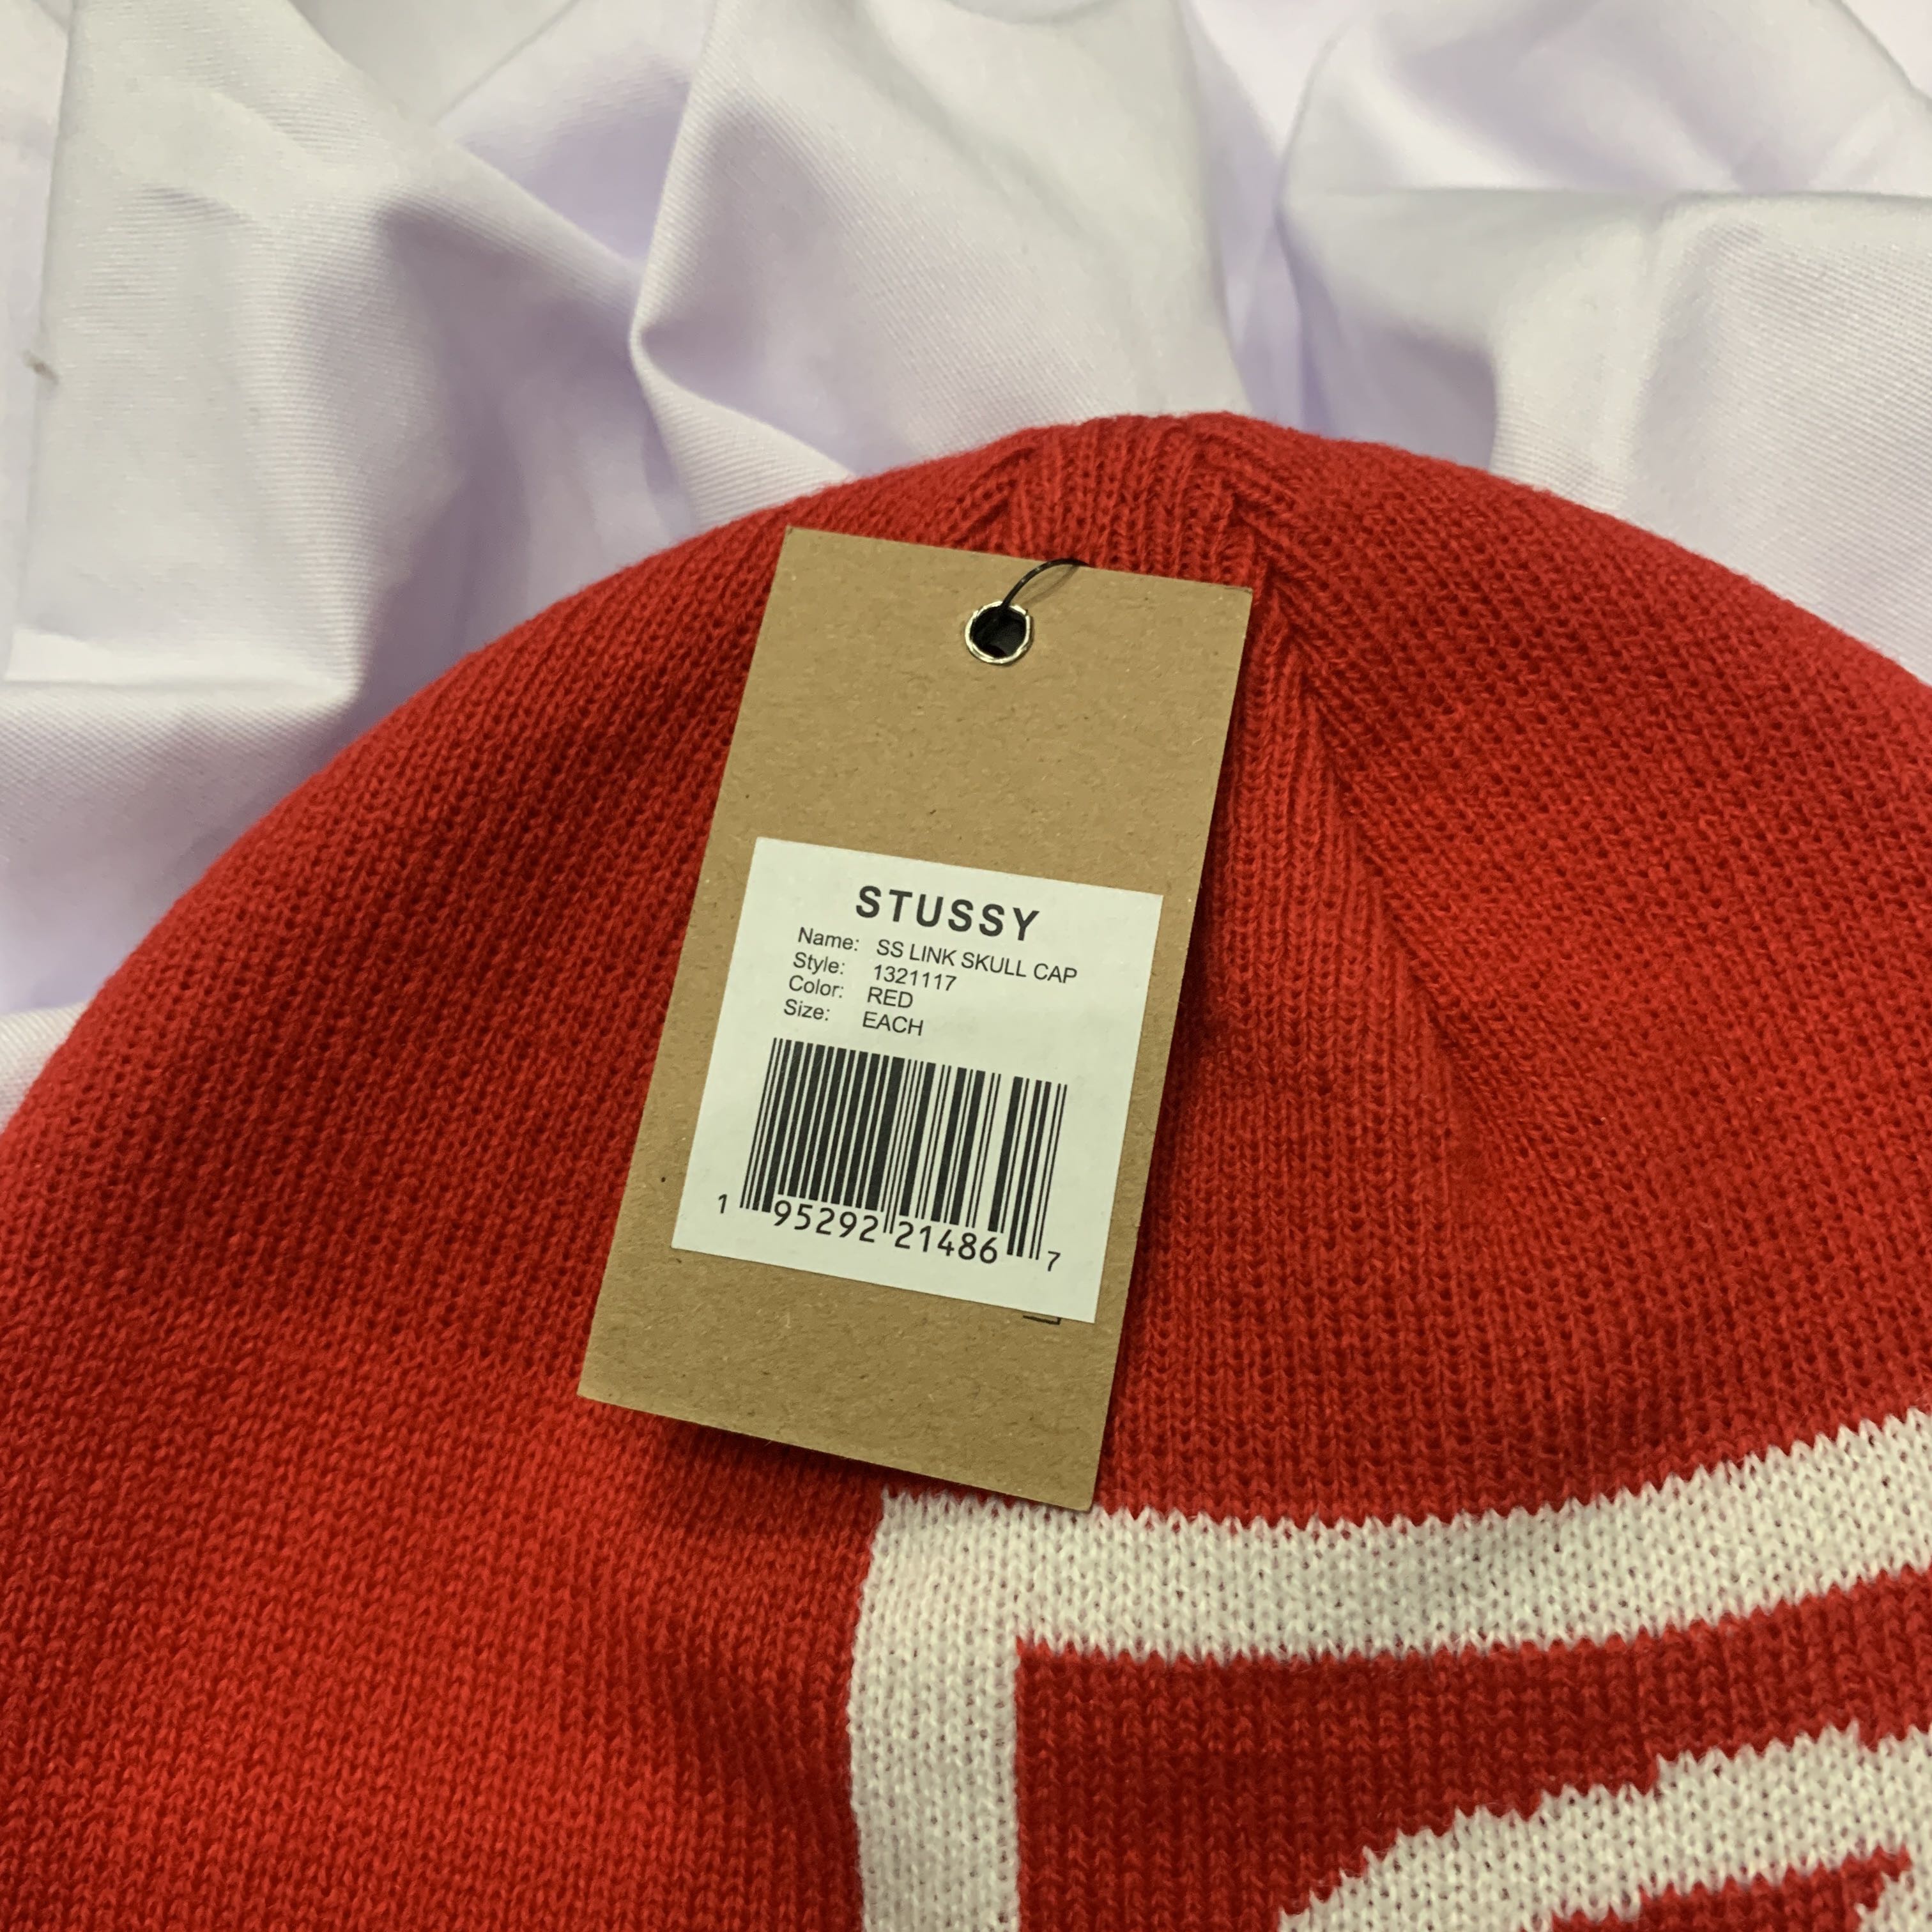 STUSSY
Name: SS LINK SKULL CAP
Style: 1321117
Color: RED
Size: EACH
1 95292 21486 7